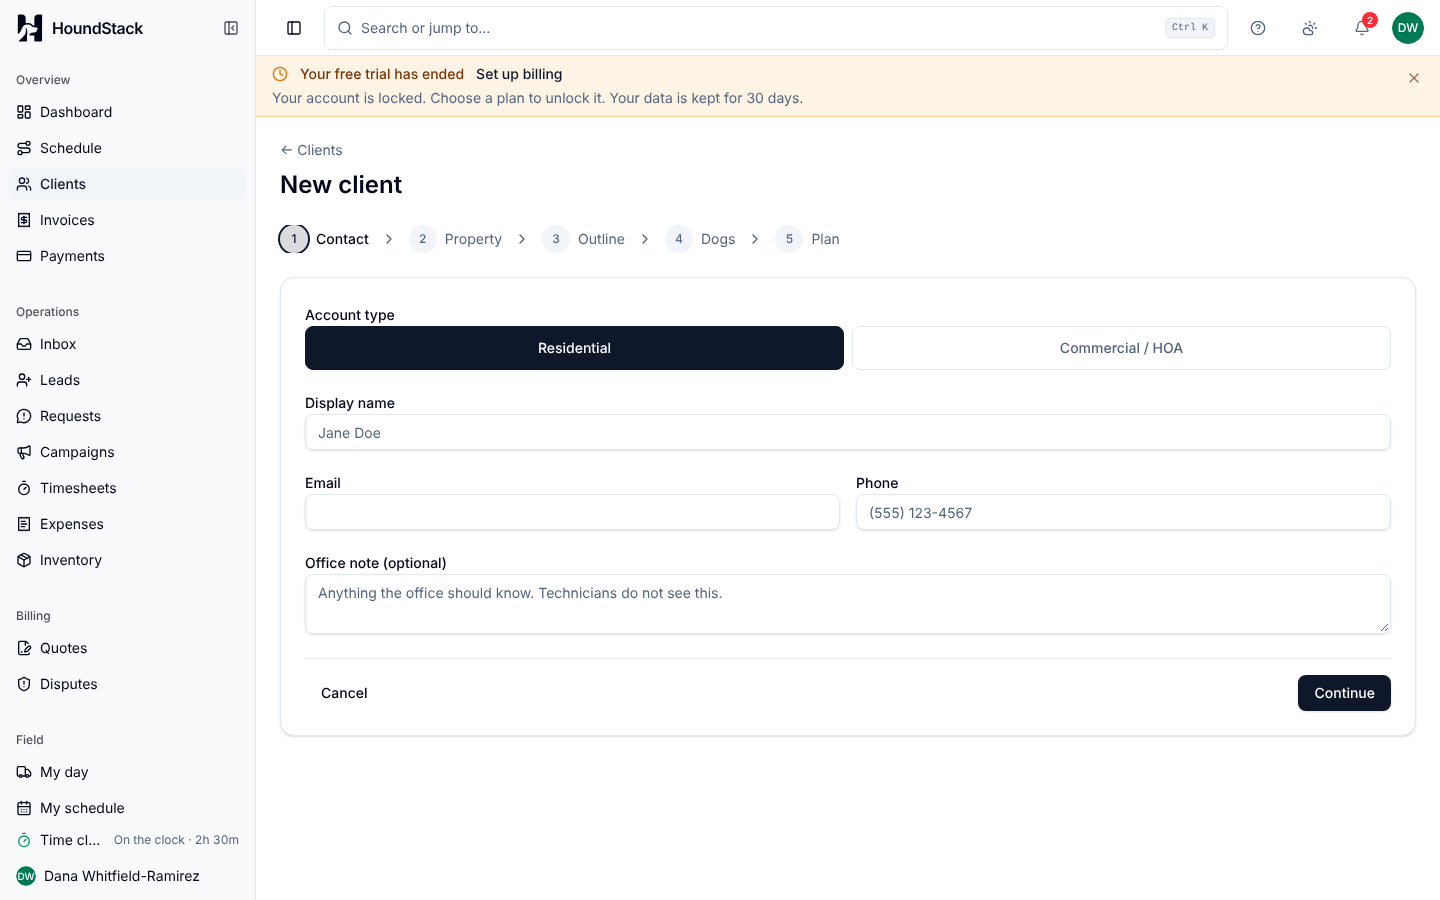 HoundStack
Search or jump to...
Ctrl K
2
DW
Your free trial has ended Set up billing
Your account is locked. Choose a plan to unlock it. Your data is kept for 30 days.
Overview
Dashboard
Schedule
Clients
Invoices
Payments
Operations
Inbox
Leads
Requests
Campaigns
Timesheets
Expenses
Inventory
Billing
Quotes
Disputes
Field
My day
My schedule
Time cl... On the clock · 2h 30m
DW Dana Whitfield-Ramirez
← Clients
New client
1 Contact 2 Property 3 Outline 4 Dogs 5 Plan
Account type
Residential Commercial / HOA
Display name
Jane Doe
Email Phone
(555) 123-4567
Office note (optional)
Anything the office should know. Technicians do not see this.
Cancel Continue